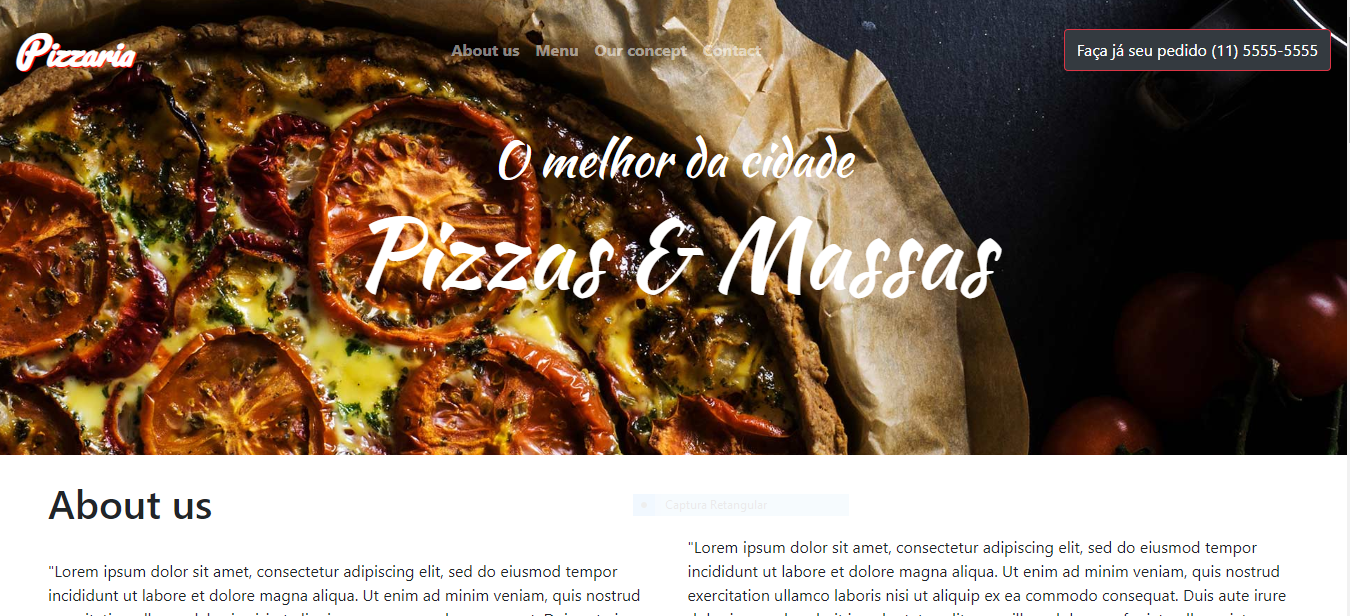 Pizzaria
About us Menu Our concept Contact
Faça já seu pedido (11) 5555-5555
O melhor da cidade
Pizzas & Massas
About us
Captura Retangular
"Lorem ipsum dolor sit amet, consectetur adipiscing elit, sed do eiusmod tempor
incididunt ut labore et dolore magna aliqua. Ut enim ad minim veniam, quis nostrud
"Lorem ipsum dolor sit amet, consectetur adipiscing elit, sed do eiusmod tempor
incididunt ut labore et dolore magna aliqua. Ut enim ad minim veniam, quis nostrud
exercitation ullamco laboris nisi ut aliquip ex ea commodo consequat. Duis aute irure